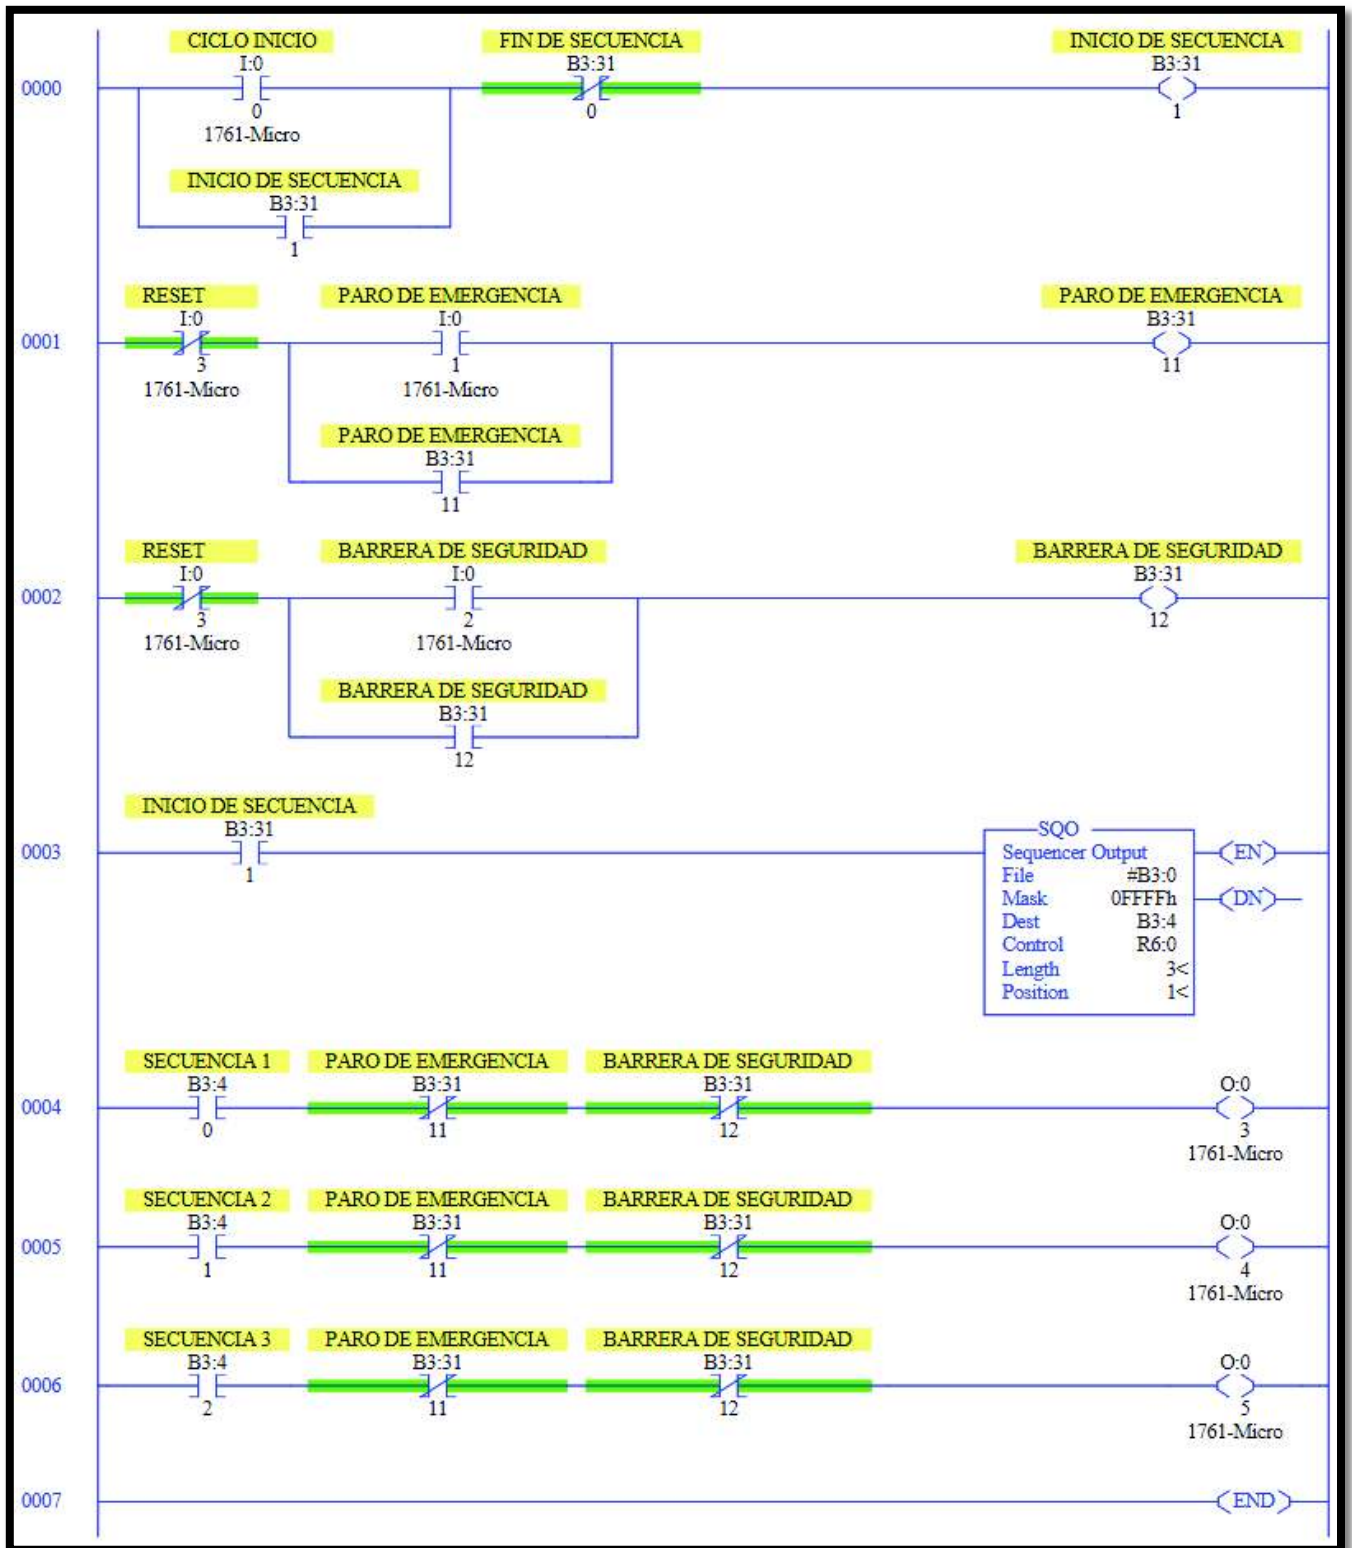 CICLO INICIO FIN DE SECUENCIA INICIO DE SECUENCIA
I:0 B3:31 B3:31
0000
0 0 1
1761-Micro
INICIO DE SECUENCIA
B3:31
1
RESET PARO DE EMERGENCIA PARO DE EMERGENCIA
I:0 I:0 B3:31
0001
3 1 11
1761-Micro 1761-Micro
PARO DE EMERGENCIA
B3:31
11
RESET BARRERA DE SEGURIDAD BARRERA DE SEGURIDAD
I:0 I:0 B3:31
0002
3 2 12
1761-Micro 1761-Micro
BARRERA DE SEGURIDAD
B3:31
12
INICIO DE SECUENCIA
B3:31
0003
1
SQO
Sequencer Output EN
File #B3:0
Mask 0FFFFh DN
Dest B3:4
Control R6:0
Length 3<
Position 1<
SECUENCIA 1 PARO DE EMERGENCIA BARRERA DE SEGURIDAD
B3:4 B3:31 B3:31 O:0
0004
0 11 12 3
1761-Micro
SECUENCIA 2 PARO DE EMERGENCIA BARRERA DE SEGURIDAD
B3:4 B3:31 B3:31 O:0
0005
1 11 12 4
1761-Micro
SECUENCIA 3 PARO DE EMERGENCIA BARRERA DE SEGURIDAD
B3:4 B3:31 B3:31 O:0
0006
2 11 12 5
1761-Micro
0007 END